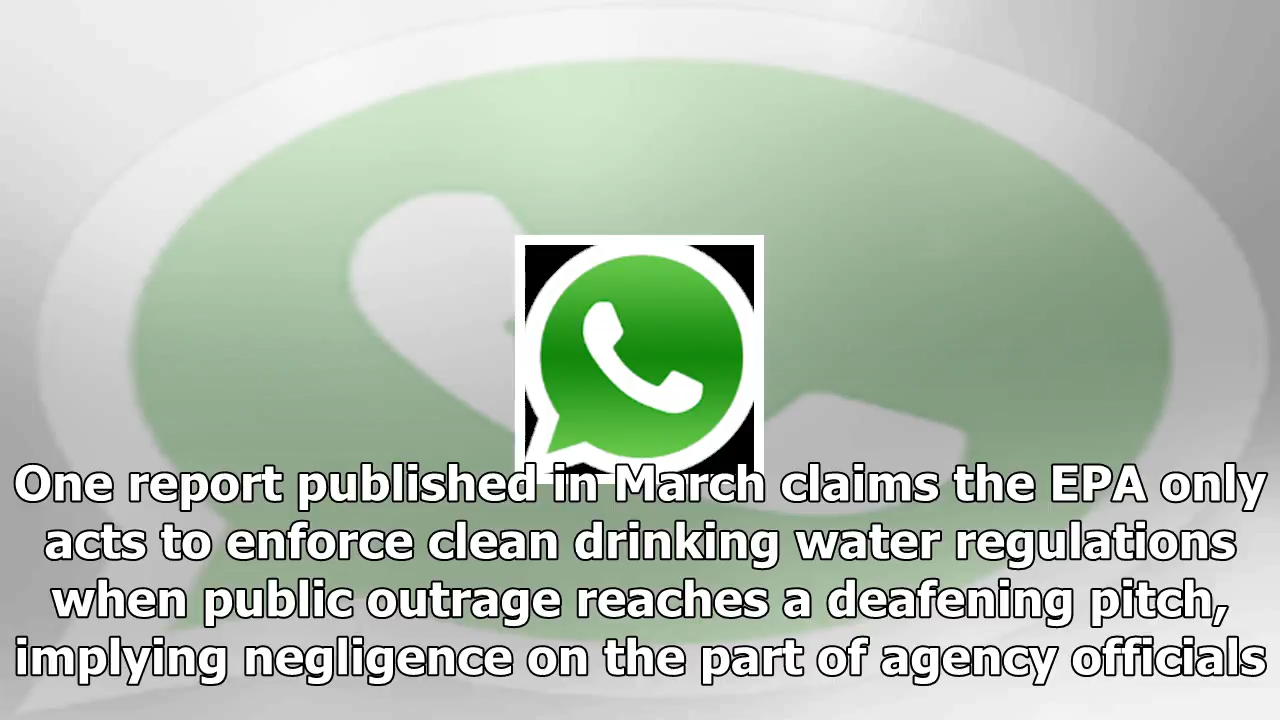 One report published in March claims the EPA only
acts to enforce clean drinking water regulations
when public outrage reaches a deafening pitch,
implying negligence on the part of agency officials